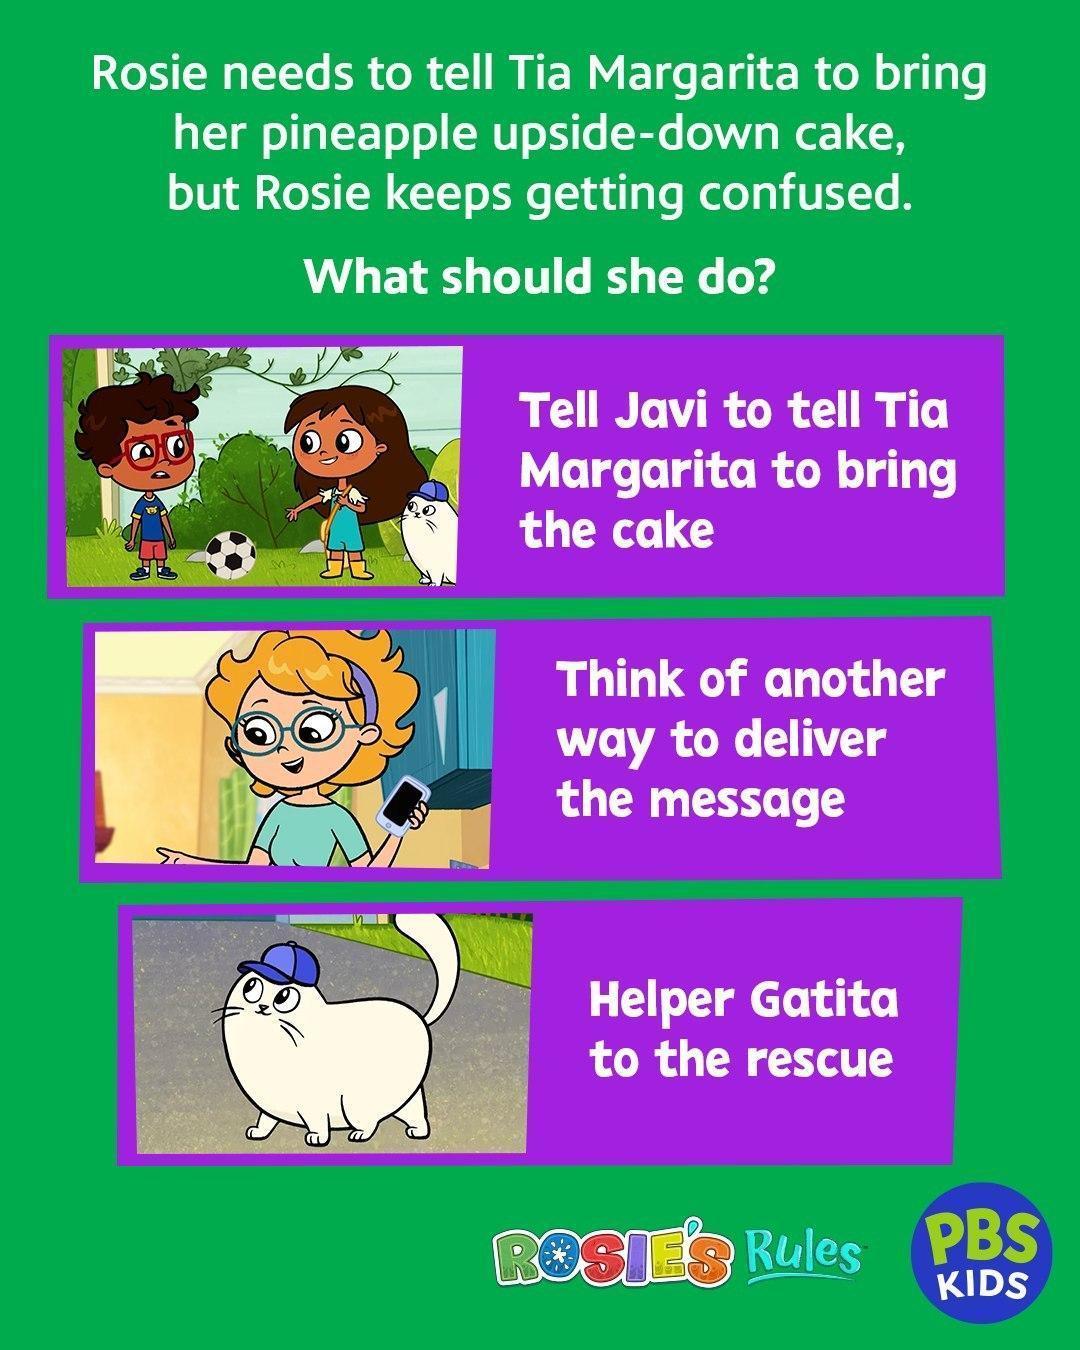 Rosie needs to tell Tia Margarita to bring
her pineapple upside-down cake,
but Rosie keeps getting confused.
What should she do?
Tell Javi to tell Tia
Margarita to bring
the cake
Think of another
way to deliver
the message
Helper Gatita
to the rescue
ROSIE'S Rules
PBS
KIDS